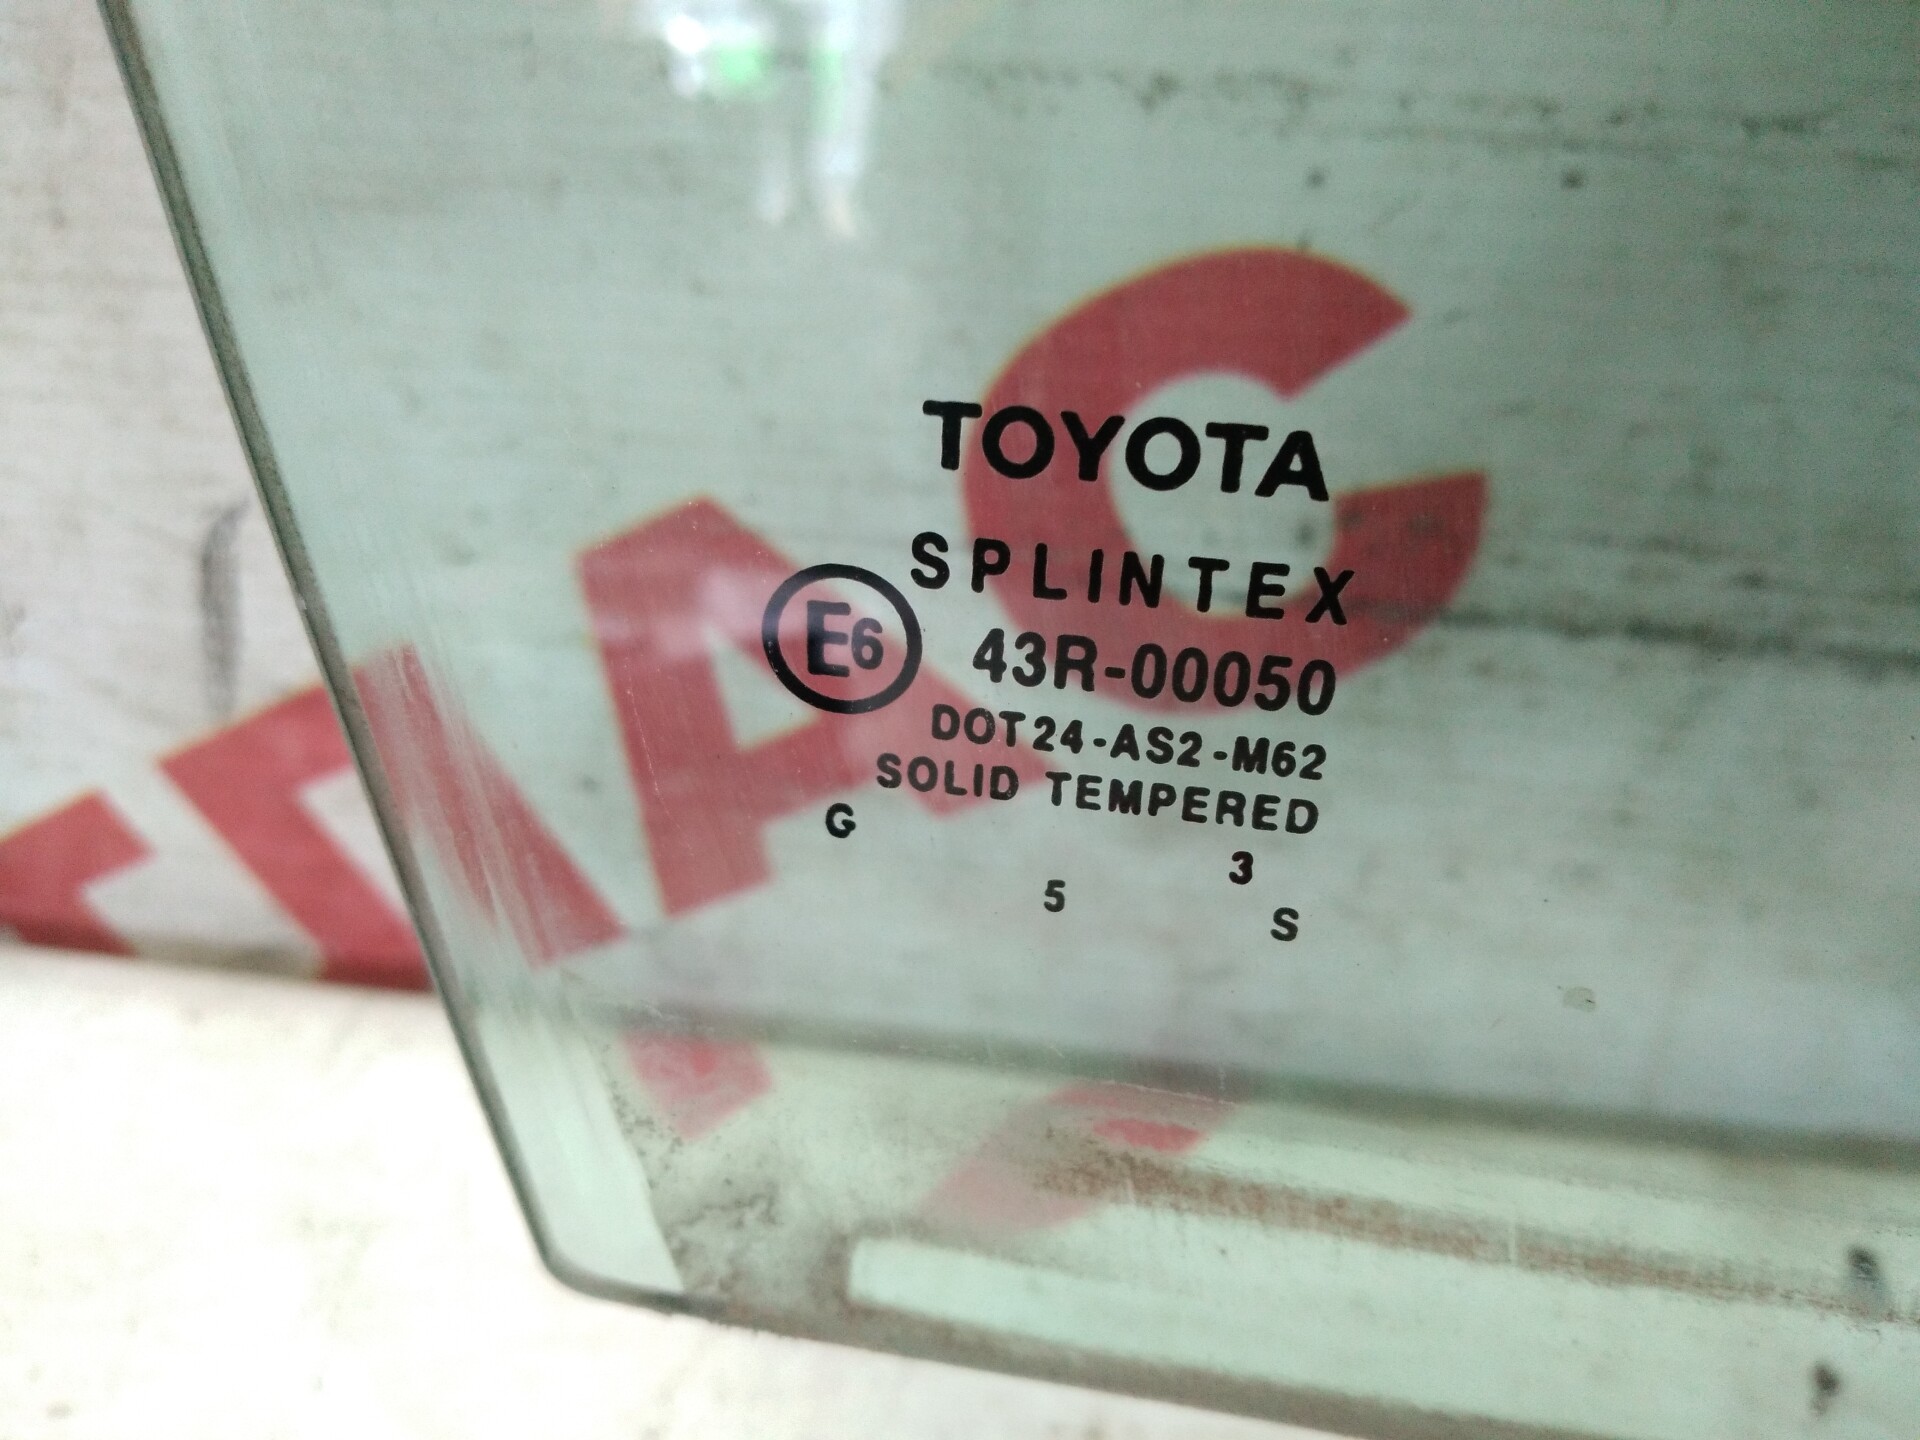 TOYOTA
SPLINTEX
E6 43R-00050
DOT24-AS2-M62
SOLID TEMPERED
G
3
5
S